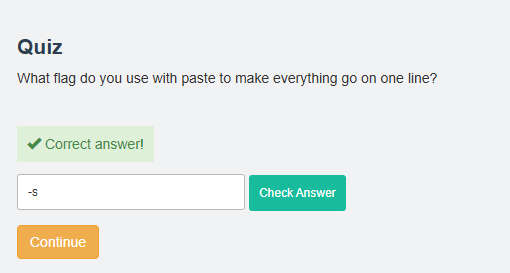 Quiz
What flag do you use with paste to make everything go on one line?
✔ Correct answer!
-s
Check Answer
Continue